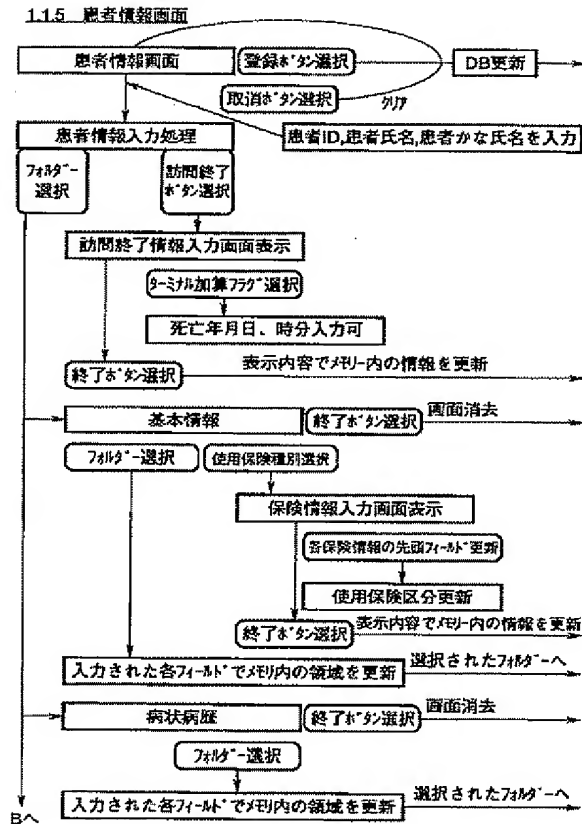 1.1.5 患者情報画面
患者情報画面
登録ボタン選択
DB更新
取消ボタン選択
クリア
患者情報入力処理
患者ID,患者氏名,患者かな氏名を入力
フォルダー
選択
訪問終了
ボタン選択
訪問終了情報入力画面表示
ターミナル加算フラグ選択
死亡年月日、時分入力可
終了ボタン選択
表示内容でメモリー内の情報を更新
基本情報
終了ボタン選択
画面消去
フォルダー選択
使用保険種別選択
保険情報入力画面表示
各保険情報の先頭フィールド更新
使用保険区分更新
終了ボタン選択
表示内容でメモリー内の情報を更新
入力された各フィールドでメモリ内の領域を更新
選択されたフォルダーへ
病状病歴
終了ボタン選択
画面消去
フォルダー選択
入力された各フィールドでメモリ内の領域を更新
選択されたフォルダーへ
Bへ